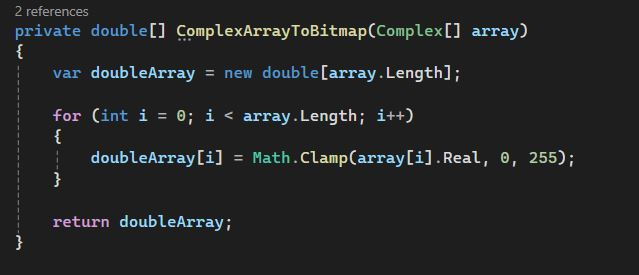 2 references
private double[] ComplexArrayToBitmap(Complex[] array)
{
    var doubleArray = new double[array.Length];
    for (int i = 0; i < array.Length; i++)
    {
        doubleArray[i] = Math.Clamp(array[i].Real, 0, 255);
    }
    return doubleArray;
}